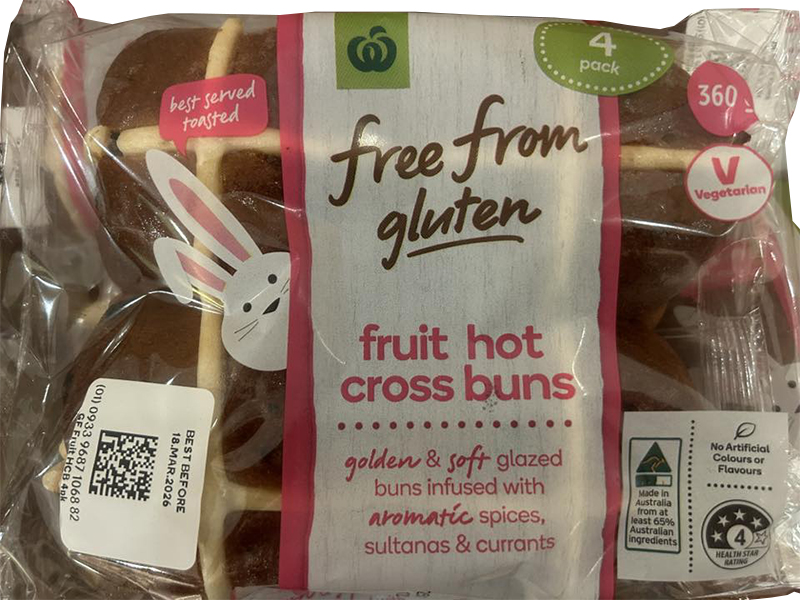 4
pack
best served
toasted
360
free from
gluten
V
Vegetarian
fruit hot
cross buns
golden & soft glazed
buns infused with
aromatic spices,
sultanas & currants
(01) 0933 9687 1068 82
GF Fruit HCB 4pk
BEST BEFORE
18.MAR.2026
Made in
Australia
from at
least 65%
Australian
ingredients
No Artificial
Colours or
Flavours
4
HEALTH STAR
RATING